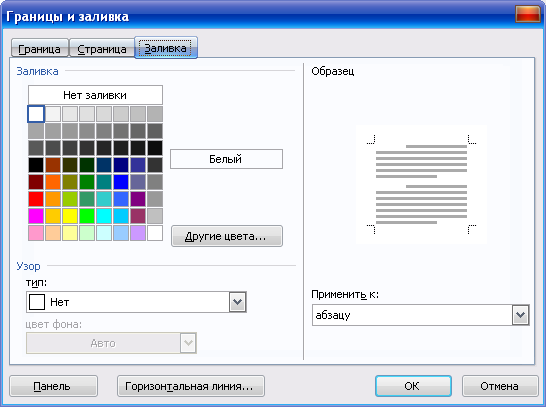 Границы и заливка
Граница
Страница
Заливка
Заливка
Нет заливки
Белый
Другие цвета...
Узор
тип:
Нет
цвет фона:
Авто
Образец
Применить к:
абзацу
Панель
Горизонтальная линия...
ОК
Отмена